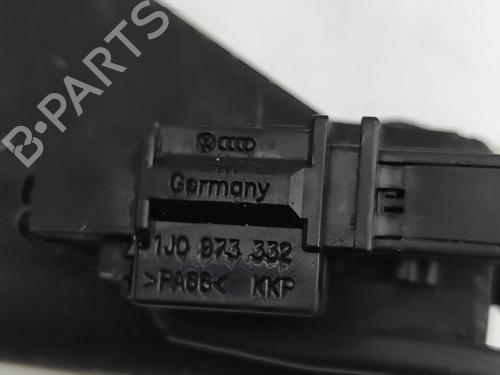 B-PARTS
Germany
1J0 973 332
>PA66< KKP